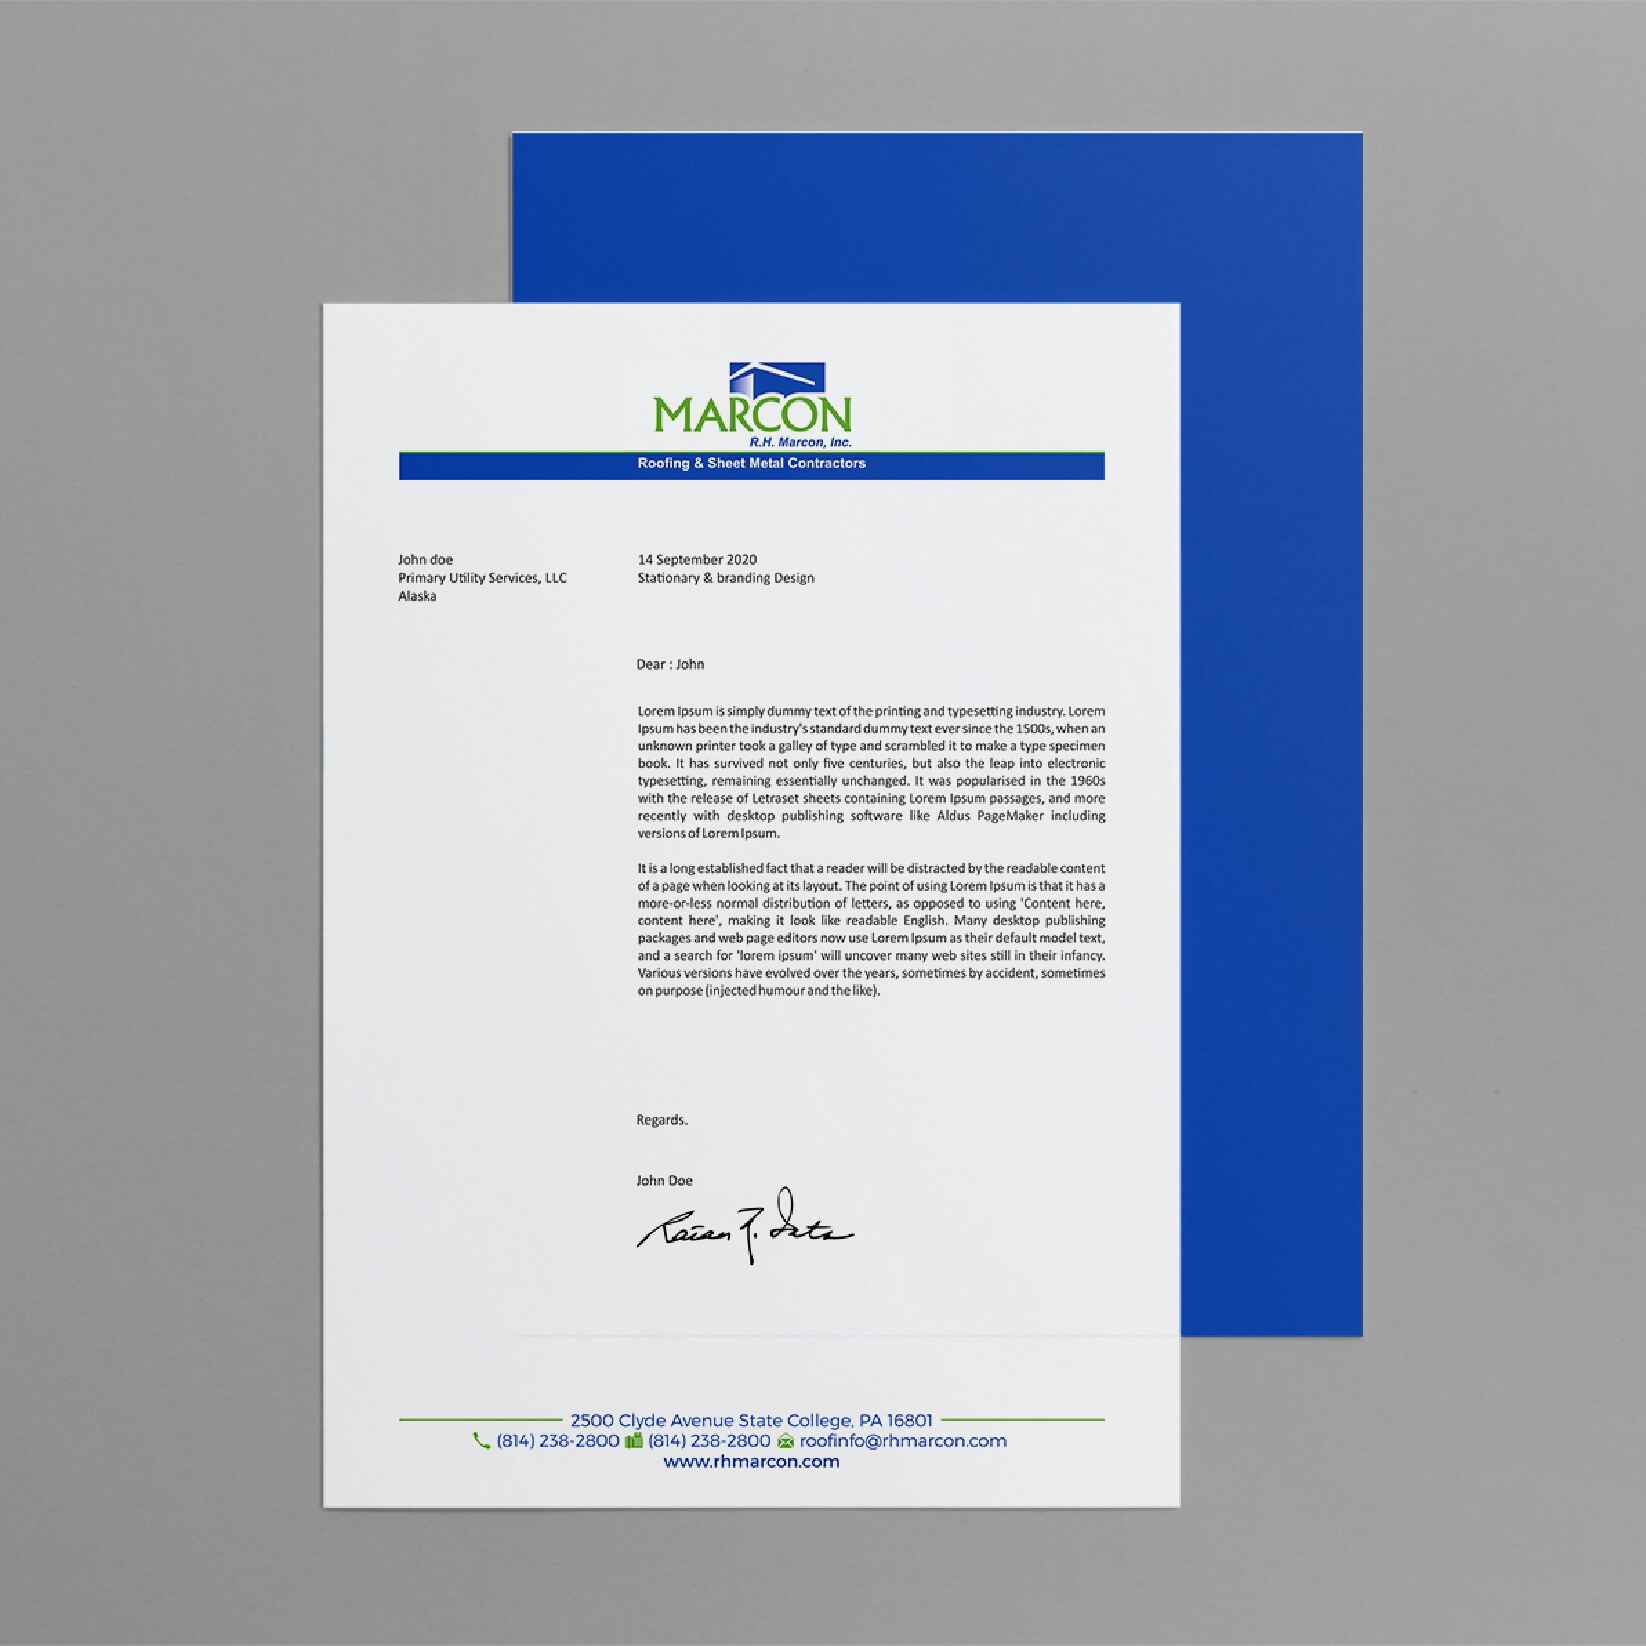 MARCON
R.H. Marcon, Inc.
Roofing & Sheet Metal Contractors
John doe
Primary Utility Services, LLC
Alaska
14 September 2020
Stationary & branding Design
Dear : John
Lorem Ipsum is simply dummy text of the printing and typesetting industry. Lorem
Ipsum has been the industry's standard dummy text ever since the 1500s, when an
unknown printer took a galley of type and scrambled it to make a type specimen
book. It has survived not only five centuries, but also the leap into electronic
typesetting, remaining essentially unchanged. It was popularised in the 1960s
with the release of Letraset sheets containing Lorem Ipsum passages, and more
recently with desktop publishing software like Aldus PageMaker including
versions of Lorem Ipsum.
It is a long established fact that a reader will be distracted by the readable content
of a page when looking at its layout. The point of using Lorem Ipsum is that it has a
more-or-less normal distribution of letters, as opposed to using 'Content here,
content here', making it look like readable English. Many desktop publishing
packages and web page editors now use Lorem Ipsum as their default model text,
and a search for 'lorem ipsum' will uncover many web sites still in their infancy.
Various versions have evolved over the years, sometimes by accident, sometimes
on purpose (injected humour and the like).
Regards.
John Doe
2500 Clyde Avenue State College, PA 16801
(814) 238-2800 (814) 238-2800 roofinfo@rhmarcon.com
www.rhmarcon.com